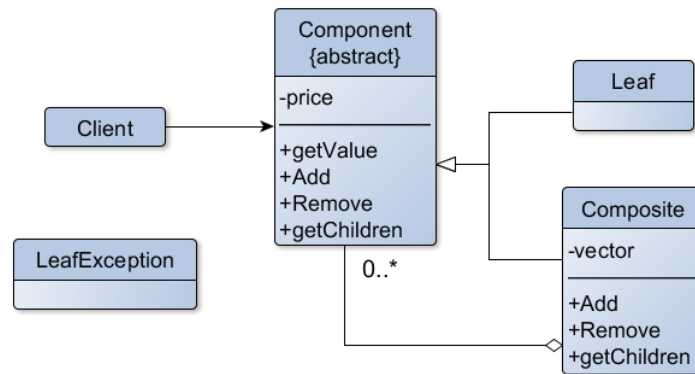 Component
{abstract}
-price
+getValue
+Add
+Remove
+getChildren
Client
LeafException
Leaf
Composite
-vector
+Add
+Remove
+getChildren
0..*